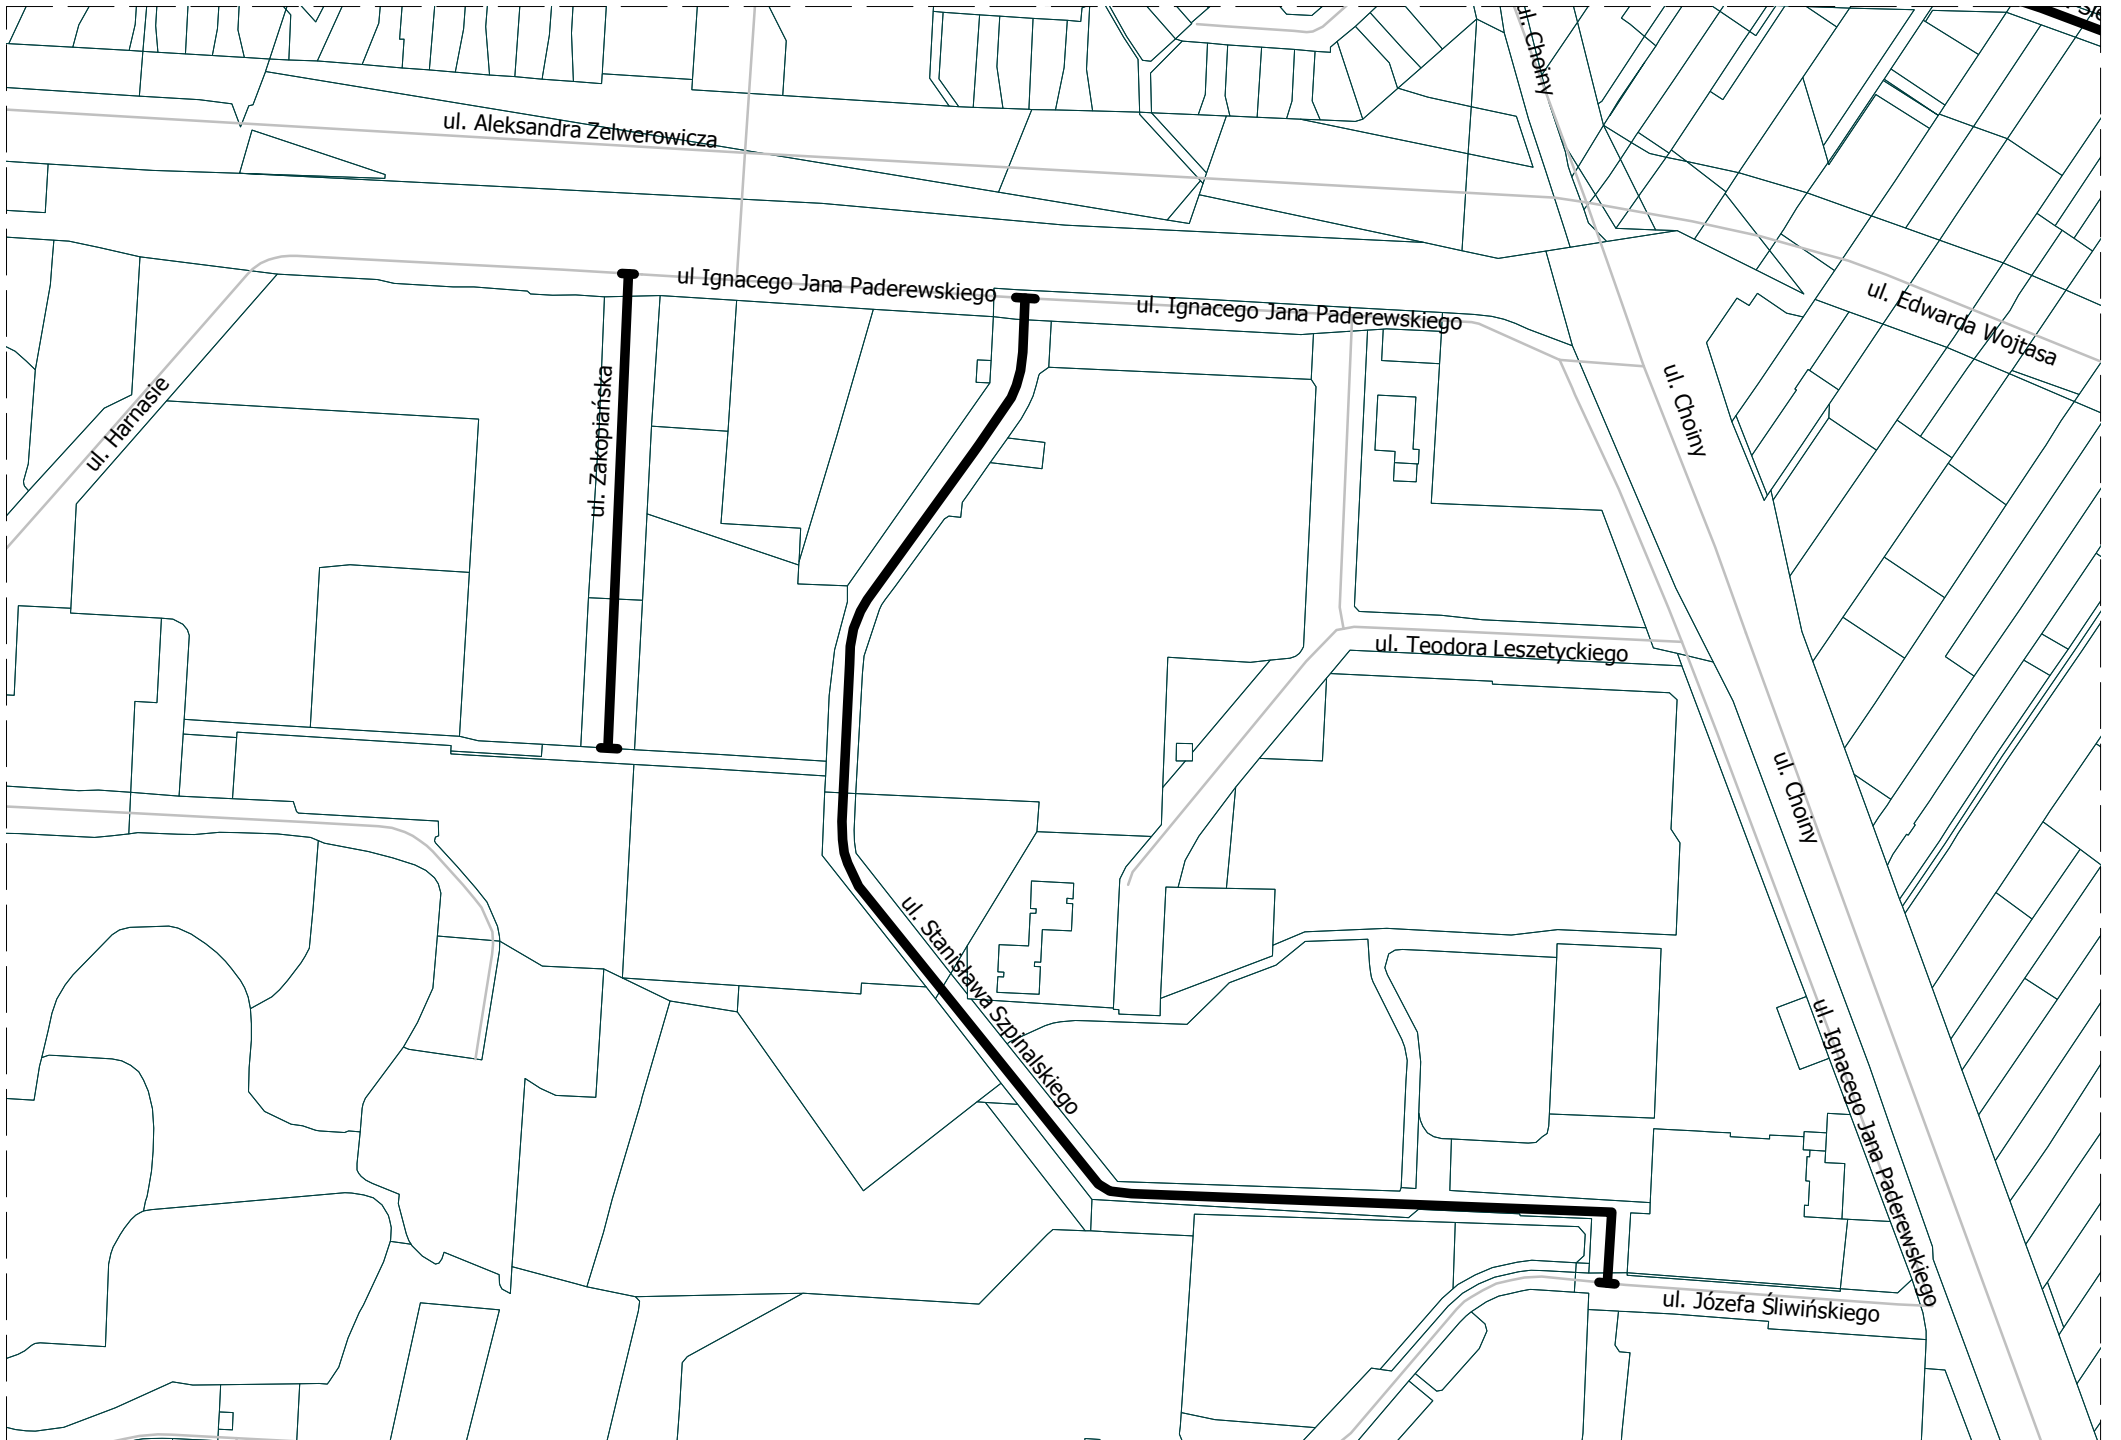 ul. Choiny
ul. Aleksandra Zelwerowicza
ul Ignacego Jana Paderewskiego
ul. Ignacego Jana Paderewskiego
ul. Edwarda Wojtasa
ul. Harnasie
ul. Zakopiańska
ul. Choiny
ul. Teodora Leszetyckiego
ul. Choiny
ul. Stanisława Szpinalskiego
ul. Ignacego Jana Paderewskiego
ul. Józefa Śliwińskiego